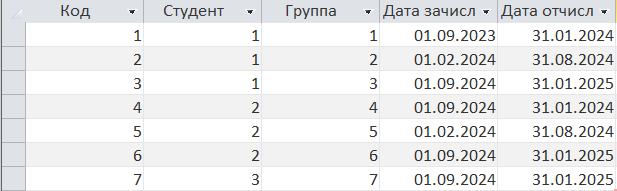 Код Студент Группа Дата зачисл Дата отчисл
1 1 1 01.09.2023 31.01.2024
2 1 2 01.02.2024 31.08.2024
3 1 3 01.09.2024 31.01.2025
4 2 4 01.09.2024 31.01.2024
5 2 5 01.02.2024 31.08.2024
6 2 6 01.09.2024 31.01.2025
7 3 7 01.09.2024 31.01.2025